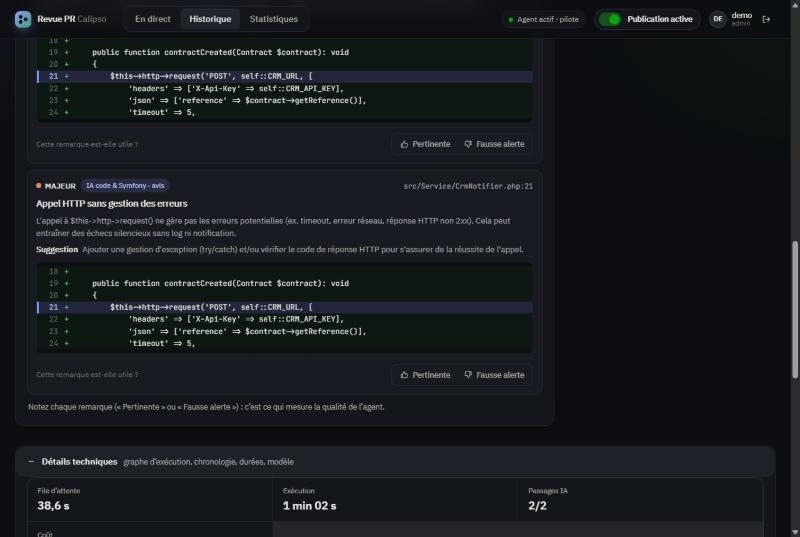 Revue PR Calipso
En direct
Historique
Statistiques
Agent actif · pilote
Publication active
DE
demo
admin
18 +
19 + public function contractCreated(Contract $contract): void
20 + {
21 + $this->http->request('POST', self::CRM_URL, [
22 + 'headers' => ['X-Api-Key' => self::CRM_API_KEY],
23 + 'json' => ['reference' => $contract->getReference()],
24 + 'timeout' => 5,
Cette remarque est-elle utile ?
Pertinente
Fausse alerte
MAJEUR
IA code & Symfony · avis
src/Service/CrmNotifier.php:21
Appel HTTP sans gestion des erreurs
L'appel à $this->http->request() ne gère pas les erreurs potentielles (ex. timeout, erreur réseau, réponse HTTP non 2xx). Cela peut
entraîner des échecs silencieux sans log ni notification.
Suggestion Ajouter une gestion d'exception (try/catch) et/ou vérifier le code de réponse HTTP pour s'assurer de la réussite de l'appel.
18 +
19 + public function contractCreated(Contract $contract): void
20 + {
21 + $this->http->request('POST', self::CRM_URL, [
22 + 'headers' => ['X-Api-Key' => self::CRM_API_KEY],
23 + 'json' => ['reference' => $contract->getReference()],
24 + 'timeout' => 5,
Cette remarque est-elle utile ?
Pertinente
Fausse alerte
Notez chaque remarque (« Pertinente » ou « Fausse alerte ») : c'est ce qui mesure la qualité de l'agent.
– Détails techniques graphe d'exécution, chronologie, durées, modèle
File d'attente
38,6 s
Exécution
1 min 02 s
Passages IA
2/2
Coût